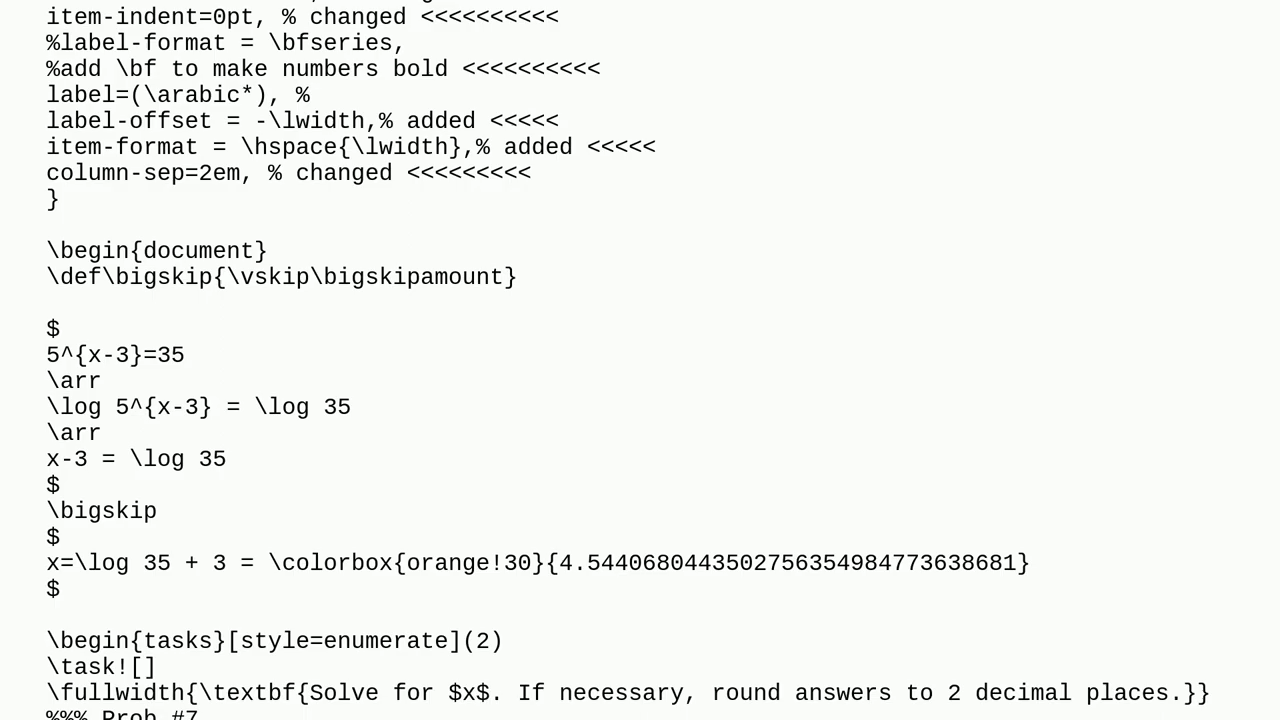 item-indent=0pt, % changed <<<<<<<<<<
%label-format = \bfseries,
%add \bf to make numbers bold <<<<<<<<<<
label=(\arabic*), %
label-offset = -\lwidth,% added <<<<<
item-format = \hspace{\lwidth},% added <<<<<
column-sep=2em, % changed <<<<<<<<<
}
\begin{document}
\def\bigskip{\vskip\bigskipamount}
$
5^{x-3}=35
\arr
\log 5^{x-3} = \log 35
\arr
x-3 = \log 35
$
\bigskip
$
x=\log 35 + 3 = \colorbox{orange!30}{4.5440680443502756354984773638681}
$
\begin{tasks}[style=enumerate](2)
\task![]
\fullwidth{\textbf{Solve for $x$. If necessary, round answers to 2 decimal places.}}
%%% Prob #7